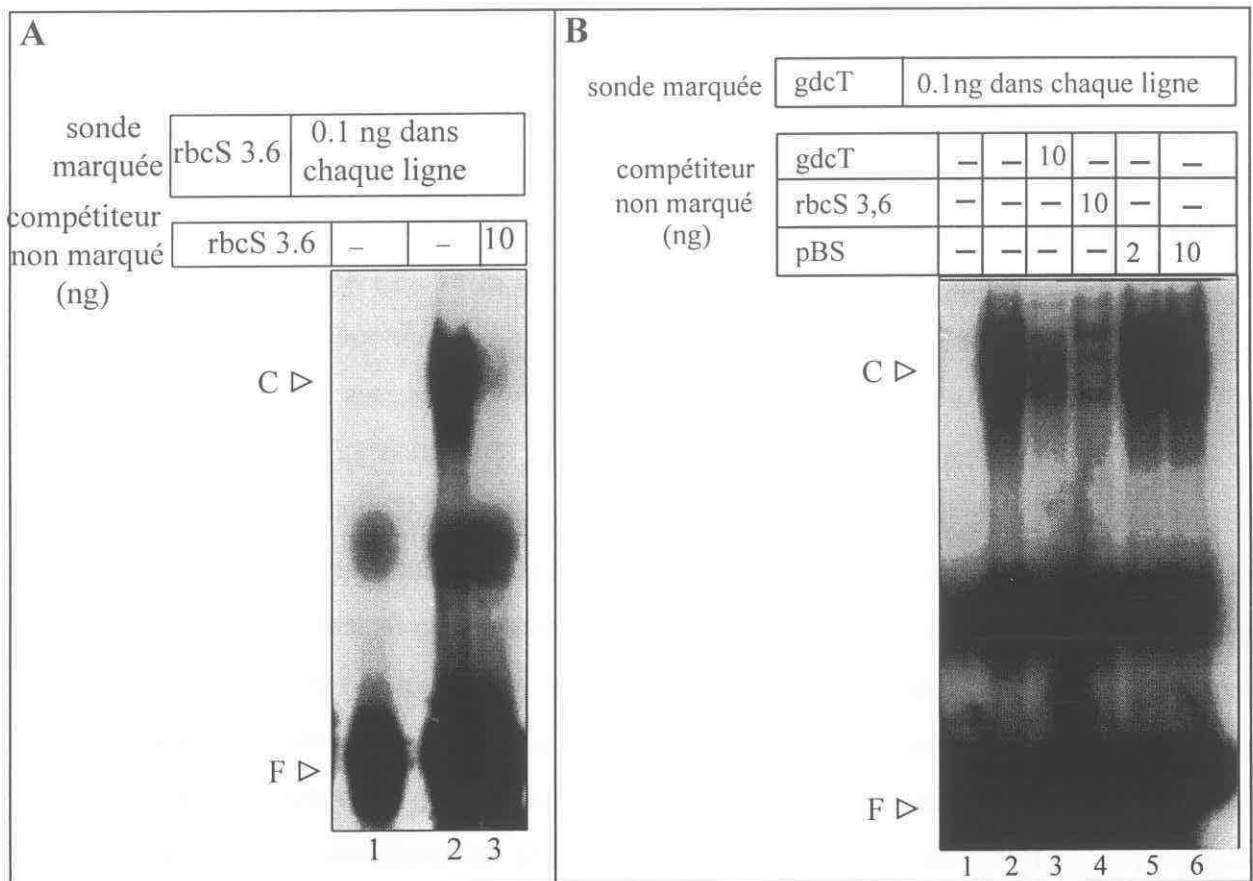 A
sonde
marquée
rbcS 3.6
0.1 ng dans
chaque ligne
compétiteur
non marqué
(ng)
rbcS 3.6 – – 10
C ▷
F ▷
1 2 3
B
sonde marquée
gdcT
0.1ng dans chaque ligne
compétiteur
non marqué
(ng)
gdcT – – 10 – – –
rbcS 3,6 – – – 10 – –
pBS – – – – 2 10
C ▷
F ▷
1 2 3 4 5 6